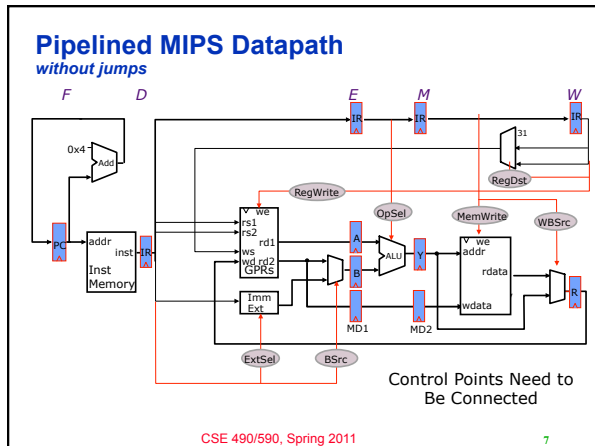 Pipelined MIPS Datapath
without jumps
F D E M W
IR IR IR
31
0x4
Add
RegDst
RegWrite
OpSel
MemWrite
WBSrc
we
rs1
rs2
rd1
A
we
PC
addr
inst
IR
ws
wd rd2
GPRs
ALU
Y
addr
rdata
Inst
Memory
B
R
Imm
Ext
wdata
MD1
MD2
ExtSel
BSrc
Control Points Need to
Be Connected
CSE 490/590, Spring 2011
7